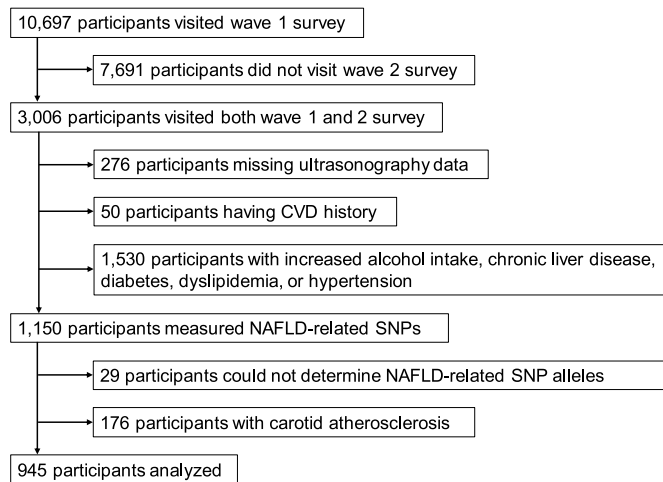 10,697 participants visited wave 1 survey
7,691 participants did not visit wave 2 survey
3,006 participants visited both wave 1 and 2 survey
276 participants missing ultrasonography data
50 participants having CVD history
1,530 participants with increased alcohol intake, chronic liver disease,
diabetes, dyslipidemia, or hypertension
1,150 participants measured NAFLD-related SNPs
29 participants could not determine NAFLD-related SNP alleles
176 participants with carotid atherosclerosis
945 participants analyzed